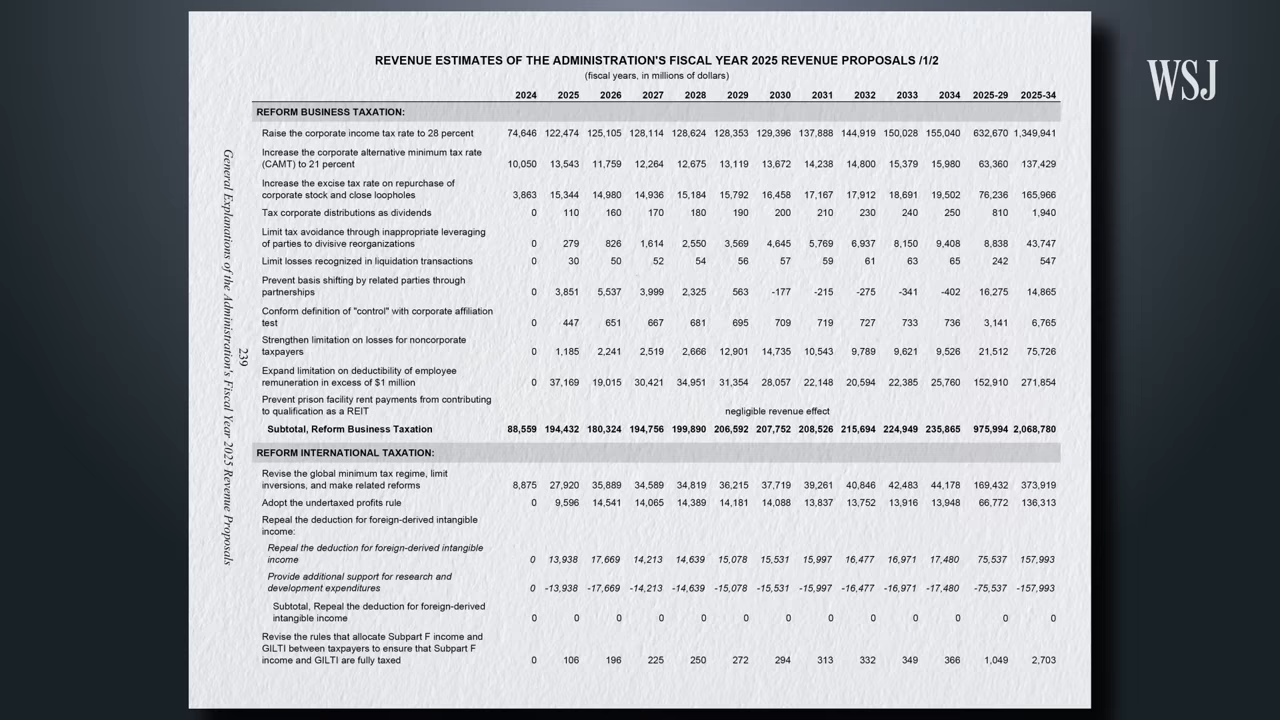 WSJ
REVENUE ESTIMATES OF THE ADMINISTRATION'S FISCAL YEAR 2025 REVENUE PROPOSALS /1/2
(fiscal years, in millions of dollars)
2024 2025 2026 2027 2028 2029 2030 2031 2032 2033 2034 2025-29 2025-34
REFORM BUSINESS TAXATION:
Raise the corporate income tax rate to 28 percent 74,646 122,474 125,105 128,114 128,624 128,353 129,396 137,888 144,919 150,028 155,040 632,670 1,349,941
Increase the corporate alternative minimum tax rate
(CAMT) to 21 percent 10,050 13,543 11,759 12,264 12,675 13,119 13,672 14,238 14,800 15,379 15,980 63,360 137,429
Increase the excise tax rate on repurchase of
corporate stock and close loopholes 3,863 15,344 14,980 14,936 15,184 15,792 16,458 17,167 17,912 18,691 19,502 76,236 165,966
Tax corporate distributions as dividends 0 110 160 170 180 190 200 210 230 240 250 810 1,940
Limit tax avoidance through inappropriate leveraging
of parties to divisive reorganizations 0 279 826 1,614 2,550 3,569 4,645 5,769 6,937 8,150 9,408 8,838 43,747
Limit losses recognized in liquidation transactions 0 30 50 52 54 56 57 59 61 63 65 242 547
Prevent basis shifting by related parties through
partnerships 0 3,851 5,537 3,999 2,325 563 -177 -215 -275 -341 -402 16,275 14,865
Conform definition of "control" with corporate affiliation
test 0 447 651 667 681 695 709 719 727 733 736 3,141 6,765
Strengthen limitation on losses for noncorporate
taxpayers 0 1,185 2,241 2,519 2,666 12,901 14,735 10,543 9,789 9,621 9,526 21,512 75,726
Expand limitation on deductibility of employee
remuneration in excess of $1 million 0 37,169 19,015 30,421 34,951 31,354 28,057 22,148 20,594 22,385 25,760 152,910 271,854
Prevent prison facility rent payments from contributing
to qualification as a REIT negligible revenue effect
Subtotal, Reform Business Taxation 88,559 194,432 180,324 194,756 199,890 206,592 207,752 208,526 215,694 224,949 235,865 975,994 2,068,780
REFORM INTERNATIONAL TAXATION:
Revise the global minimum tax regime, limit
inversions, and make related reforms 8,875 27,920 35,889 34,589 34,819 36,215 37,719 39,261 40,846 42,483 44,178 169,432 373,919
Adopt the undertaxed profits rule 0 9,596 14,541 14,065 14,389 14,181 14,088 13,837 13,752 13,916 13,948 66,772 136,313
Repeal the deduction for foreign-derived intangible
income:
Repeal the deduction for foreign-derived intangible
income 0 13,938 17,669 14,213 14,639 15,078 15,531 15,997 16,477 16,971 17,480 75,537 157,993
Provide additional support for research and
development expenditures 0 -13,938 -17,669 -14,213 -14,639 -15,078 -15,531 -15,997 -16,477 -16,971 -17,480 -75,537 -157,993
Subtotal, Repeal the deduction for foreign-derived
intangible income 0 0 0 0 0 0 0 0 0 0 0 0 0
Revise the rules that allocate Subpart F income and
GILTI between taxpayers to ensure that Subpart F
income and GILTI are fully taxed 0 106 196 225 250 272 294 313 332 349 366 1,049 2,703
239
General Explanations of the Administration's Fiscal Year 2025 Revenue Proposals